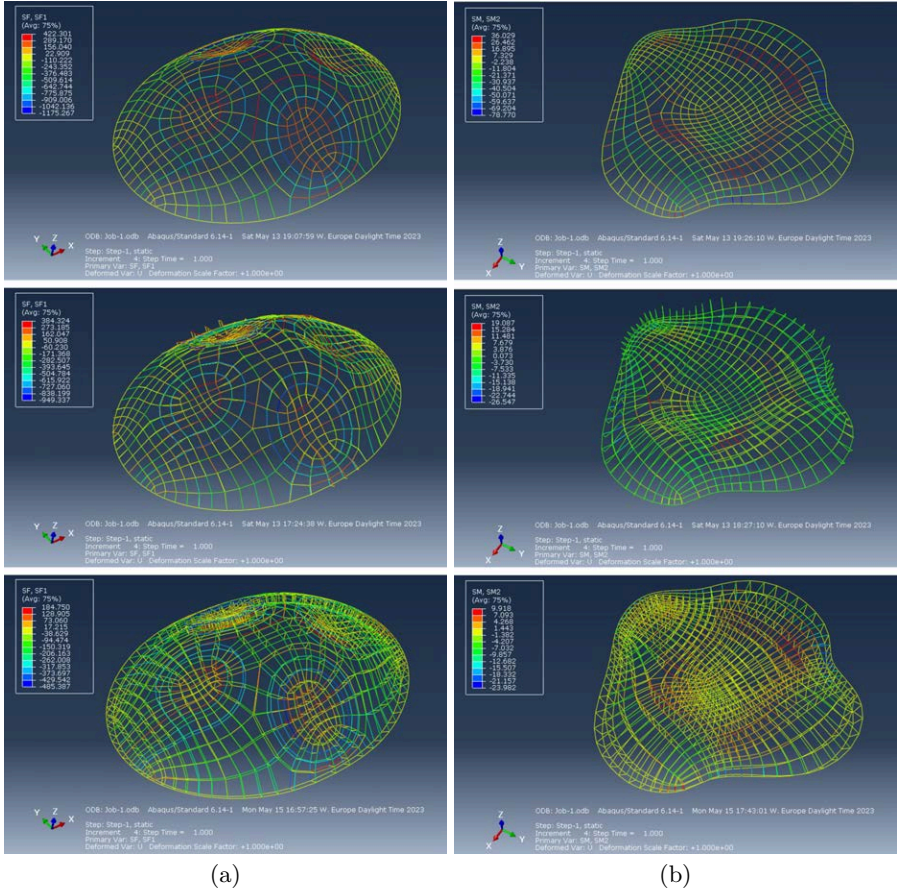 SF, SF1
(Avg: 75%)
422.301
289.170
156.040
22.909
-110.222
-243.352
-376.483
-509.614
-642.744
-775.875
-909.006
-1042.136
-1175.267
Y Z X
ODB: Job-1.odb Abaqus/Standard 6.14-1 Sat May 13 19:07:59 W. Europe Daylight Time 2023
Step: Step-1, static
Increment 4: Step Time = 1.000
Primary Var: SF, SF1
Deformed Var: U Deformation Scale Factor: +1.000e+00
SM, SM2
(Avg: 75%)
36.029
26.462
16.895
7.329
-2.238
-11.804
-21.371
-30.937
-40.504
-50.071
-59.637
-69.204
-78.770
Z Y X
ODB: Job-1.odb Abaqus/Standard 6.14-1 Sat May 13 19:26:10 W. Europe Daylight Time 2023
Step: Step-1, static
Increment 4: Step Time = 1.000
Primary Var: SM, SM2
Deformed Var: U Deformation Scale Factor: +1.000e+00
SF, SF1
(Avg: 75%)
384.324
273.185
162.047
50.908
-60.230
-171.368
-282.507
-393.645
-504.784
-615.922
-727.060
-838.199
-949.337
Y Z X
ODB: Job-1.odb Abaqus/Standard 6.14-1 Sat May 13 17:24:38 W. Europe Daylight Time 2023
Step: Step-1, static
Increment 4: Step Time = 1.000
Primary Var: SF, SF1
Deformed Var: U Deformation Scale Factor: +1.000e+00
SM, SM2
(Avg: 75%)
19.087
15.284
11.481
7.679
3.876
0.073
-3.730
-7.533
-11.335
-15.138
-18.941
-22.744
-26.547
Z Y X
ODB: Job-1.odb Abaqus/Standard 6.14-1 Sat May 13 18:27:10 W. Europe Daylight Time 2023
Step: Step-1, static
Increment 4: Step Time = 1.000
Primary Var: SM, SM2
Deformed Var: U Deformation Scale Factor: +1.000e+00
SF, SF1
(Avg: 75%)
184.750
128.905
73.060
17.215
-38.629
-94.474
-150.319
-206.163
-262.008
-317.853
-373.697
-429.542
-485.387
Y Z X
ODB: Job-1.odb Abaqus/Standard 6.14-1 Mon May 15 16:57:25 W. Europe Daylight Time 2023
Step: Step-1, static
Increment 4: Step Time = 1.000
Primary Var: SF, SF1
Deformed Var: U Deformation Scale Factor: +1.000e+00
SM, SM2
(Avg: 75%)
9.918
7.093
4.268
1.443
-1.382
-4.207
-7.032
-9.857
-12.682
-15.507
-18.332
-21.157
-23.982
Z Y X
ODB: Job-1.odb Abaqus/Standard 6.14-1 Mon May 15 17:43:01 W. Europe Daylight Time 2023
Step: Step-1, static
Increment 4: Step Time = 1.000
Primary Var: SM, SM2
Deformed Var: U Deformation Scale Factor: +1.000e+00
(a)
(b)